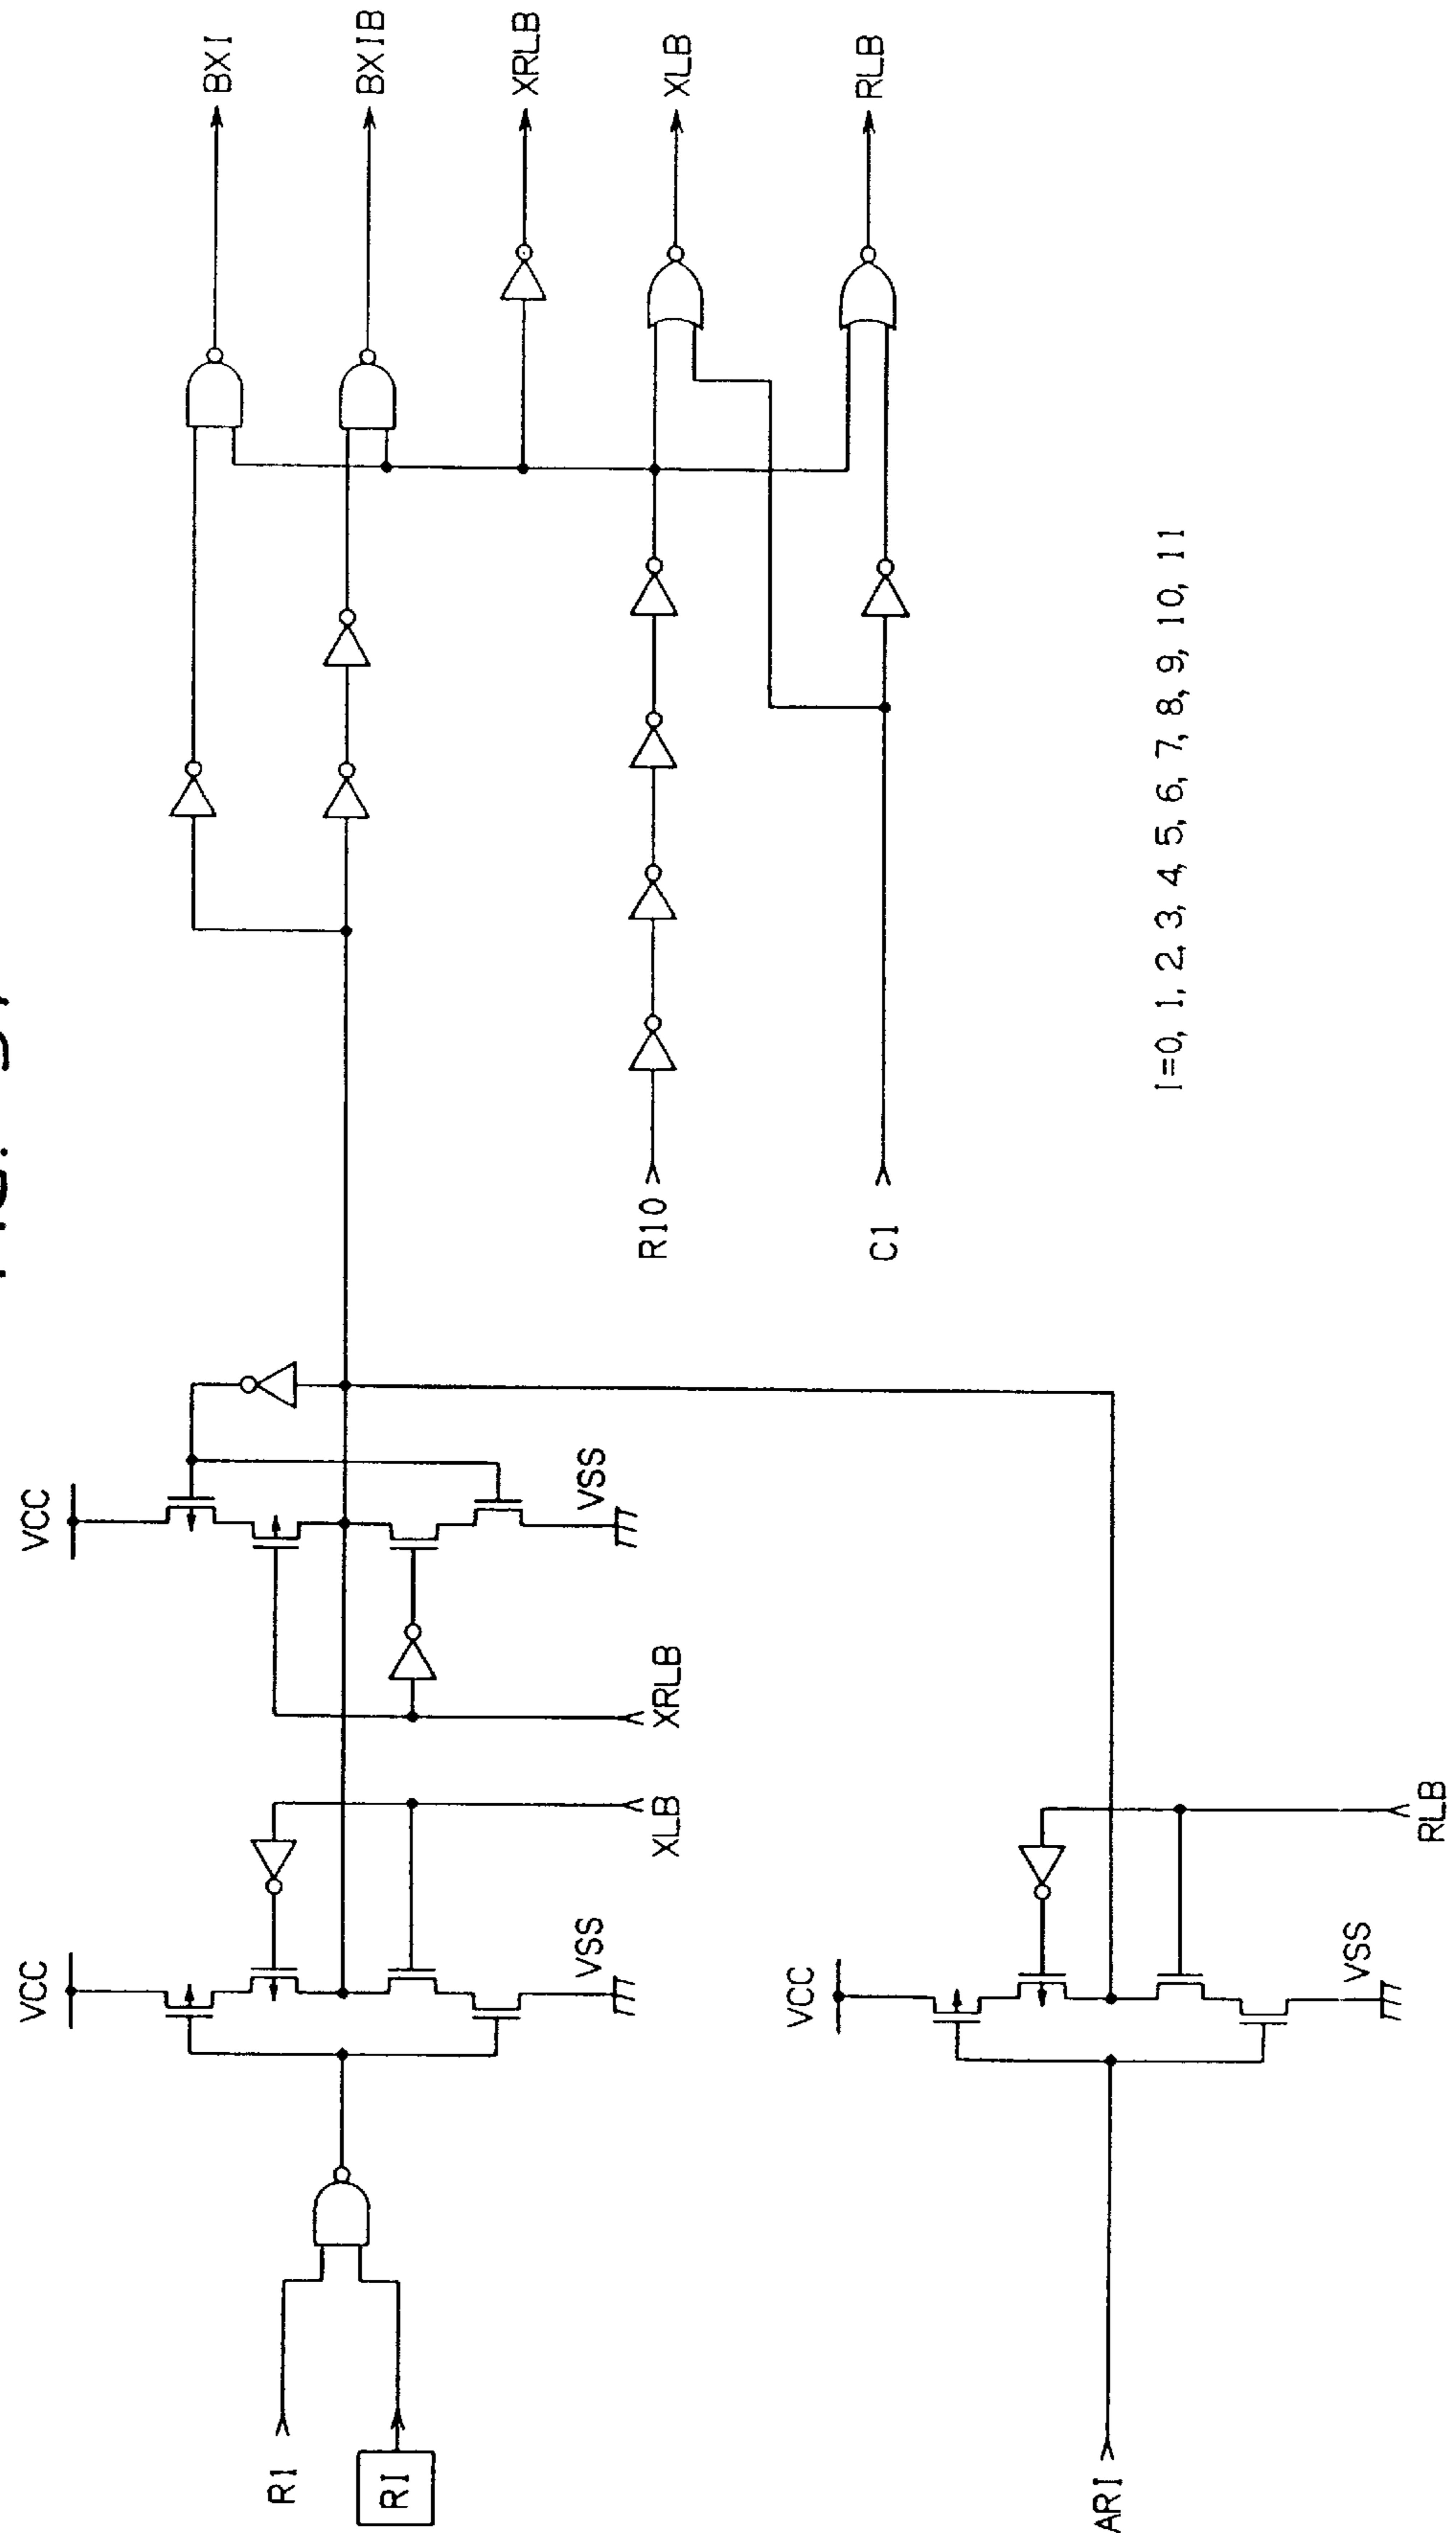 VCC
VCC
BXI
R1
BXIB
RI
XRLB
VSS
VSS
XLB
XRLB
R10
XLB
VCC
C1
RLB
ARI
I=0, 1, 2, 3, 4, 5, 6, 7, 8, 9, 10, 11
VSS
RLB